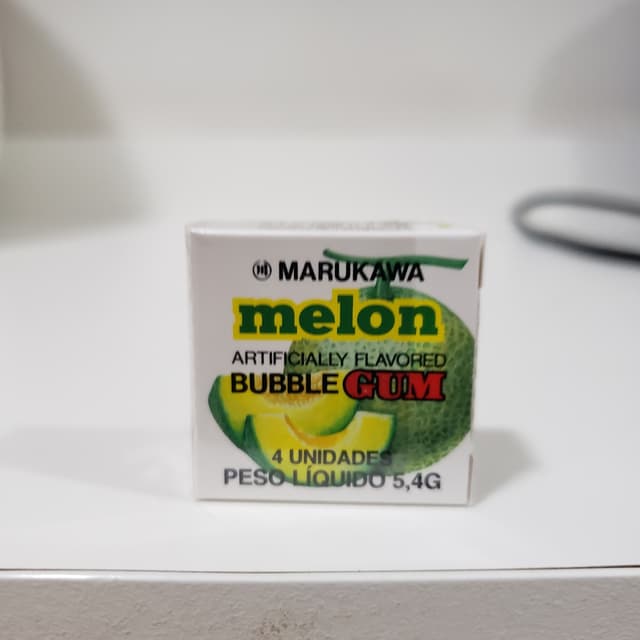 MARUKAWA
melon
ARTIFICIALLY FLAVORED
BUBBLE GUM
4 UNIDADES
PESO LÍQUIDO 5,4G